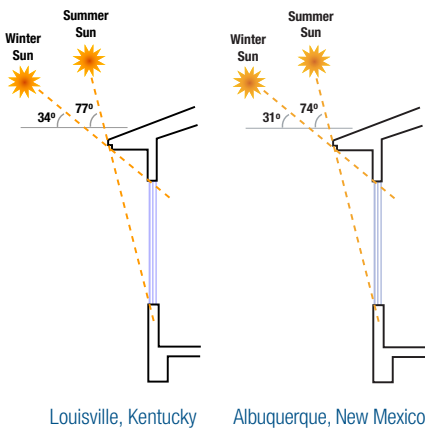 Winter
Sun
Summer
Sun
34º
77º
Louisville, Kentucky
Winter
Sun
Summer
Sun
31º
74º
Albuquerque, New Mexico